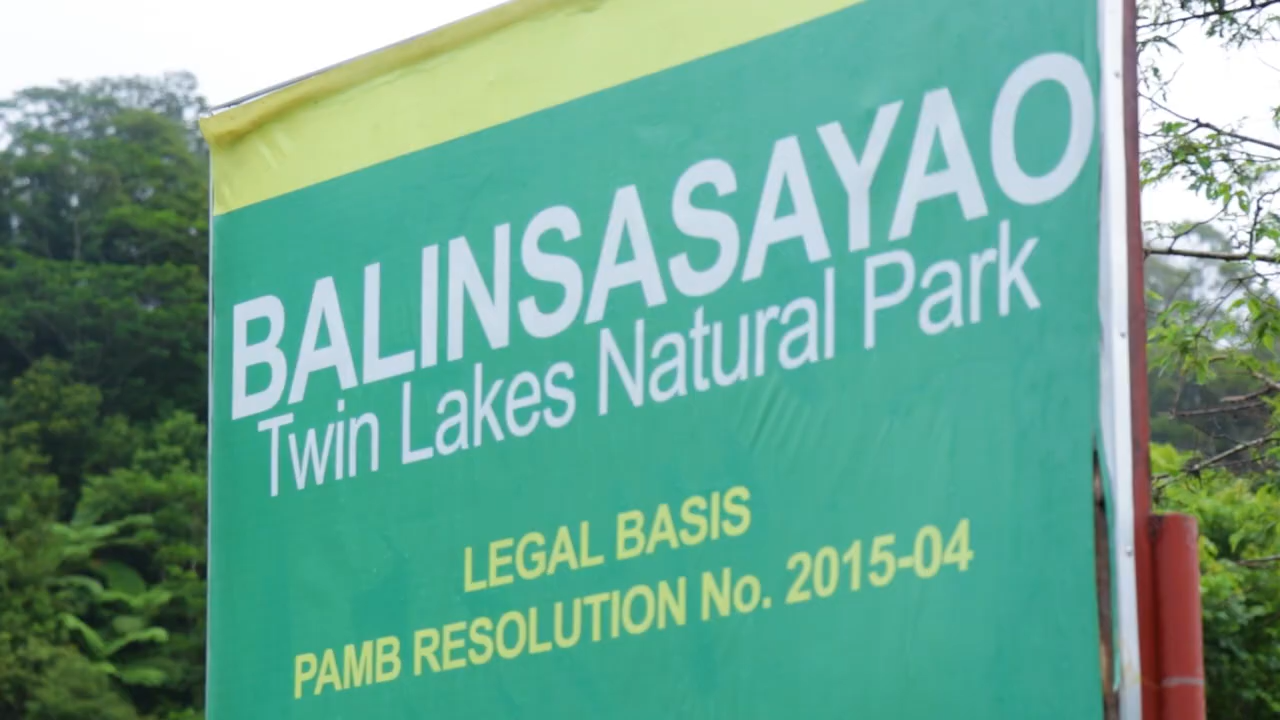 BALINSASAYAO
Twin Lakes Natural Park
LEGAL BASIS
PAMB RESOLUTION No. 2015-04